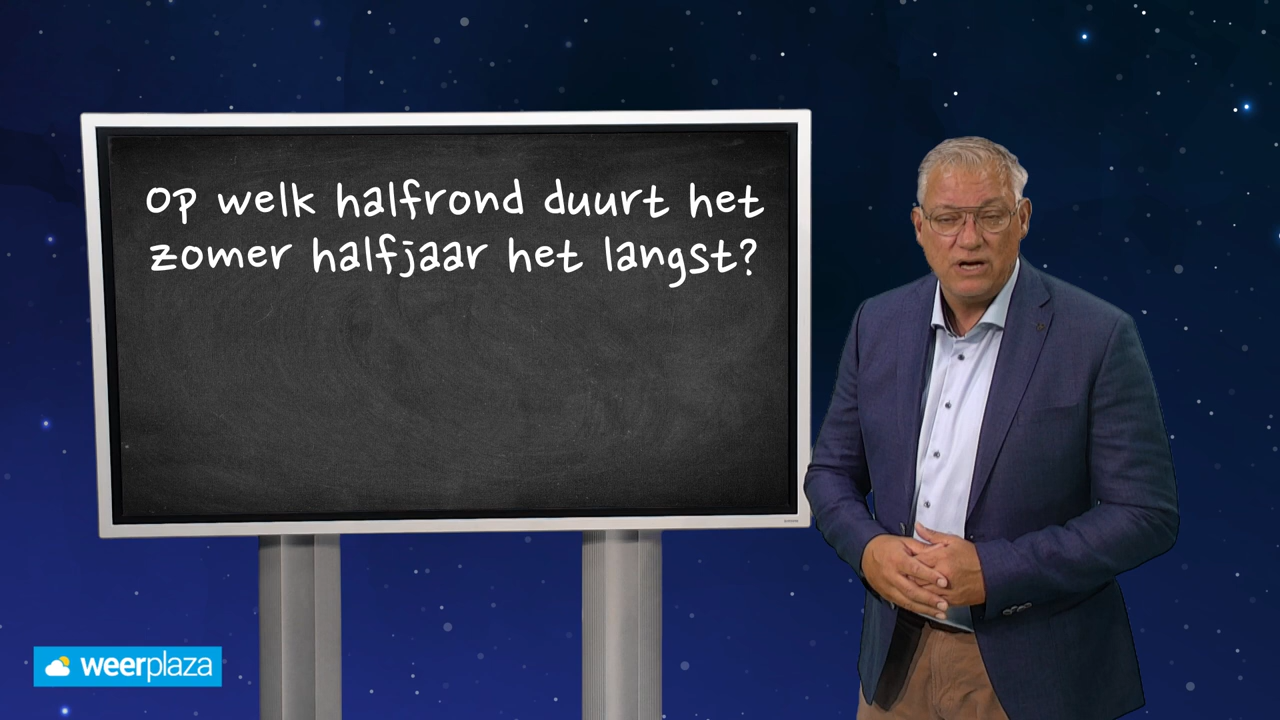 Op welk halfrond duurt het
zomer halfjaar het langst?
weerplaza